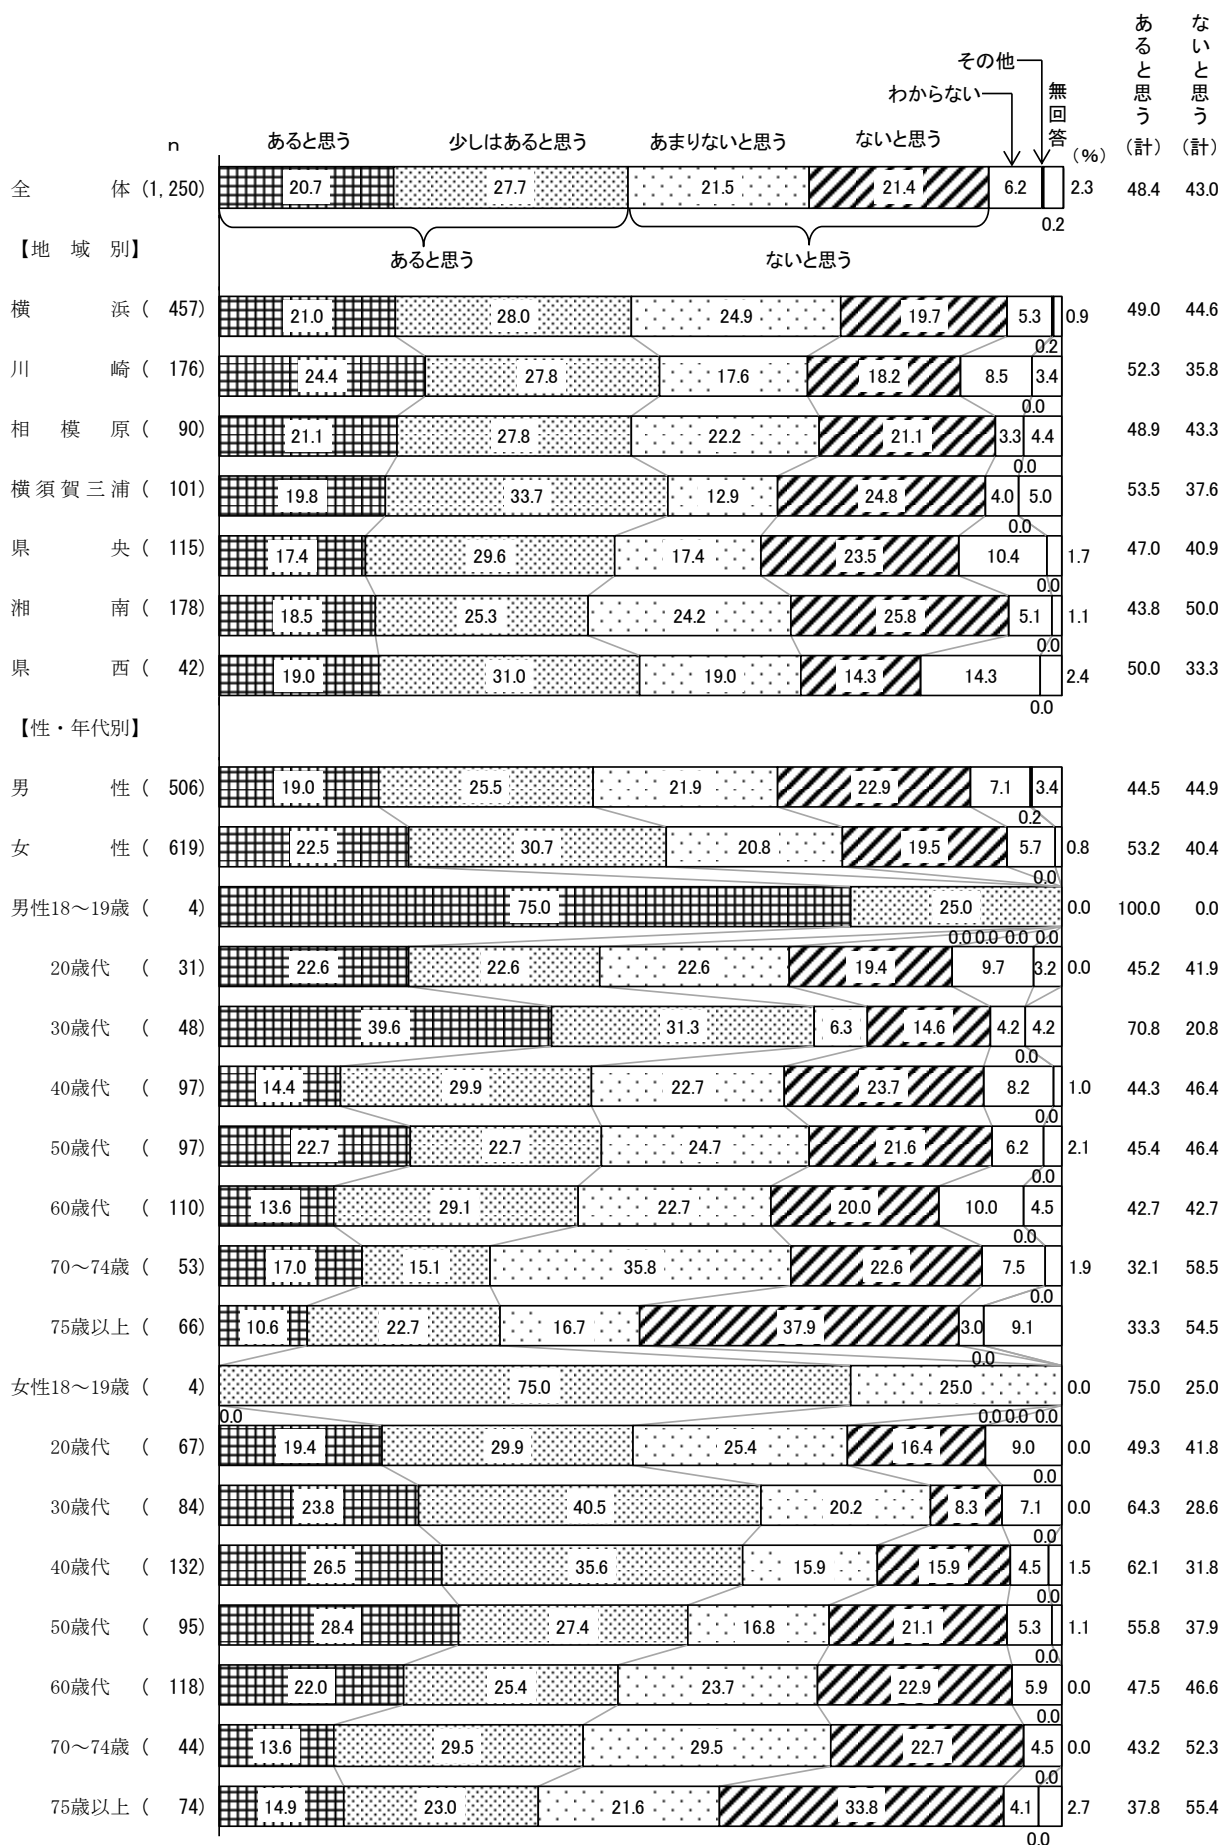 あると思う ないと思う
その他
わからない 無回答
n あると思う 少しはあると思う あまりないと思う ないと思う (%) (計) (計)
全体 (1,250) 20.7 27.7 21.5 21.4 6.2 2.3 48.4 43.0
0.2
【地域別】 あると思う ないと思う
横浜 ( 457) 21.0 28.0 24.9 19.7 5.3 0.9 49.0 44.6
0.2
川崎 ( 176) 24.4 27.8 17.6 18.2 8.5 3.4 52.3 35.8
0.0
相模原 ( 90) 21.1 27.8 22.2 21.1 3.3 4.4 48.9 43.3
0.0
横須賀三浦 ( 101) 19.8 33.7 12.9 24.8 4.0 5.0 53.5 37.6
0.0
県央 ( 115) 17.4 29.6 17.4 23.5 10.4 1.7 47.0 40.9
0.0
湘南 ( 178) 18.5 25.3 24.2 25.8 5.1 1.1 43.8 50.0
0.0
県西 ( 42) 19.0 31.0 19.0 14.3 14.3 2.4 50.0 33.3
0.0
【性・年代別】
男性 ( 506) 19.0 25.5 21.9 22.9 7.1 3.4 44.5 44.9
0.2
女性 ( 619) 22.5 30.7 20.8 19.5 5.7 0.8 53.2 40.4
0.0
男性18～19歳 ( 4) 75.0 25.0 0.0 100.0 0.0
0.0 0.0 0.0 0.0
20歳代 ( 31) 22.6 22.6 22.6 19.4 9.7 3.2 0.0 45.2 41.9
30歳代 ( 48) 39.6 31.3 6.3 14.6 4.2 4.2 70.8 20.8
0.0
40歳代 ( 97) 14.4 29.9 22.7 23.7 8.2 1.0 44.3 46.4
0.0
50歳代 ( 97) 22.7 22.7 24.7 21.6 6.2 2.1 45.4 46.4
0.0
60歳代 ( 110) 13.6 29.1 22.7 20.0 10.0 4.5 42.7 42.7
0.0
70～74歳 ( 53) 17.0 15.1 35.8 22.6 7.5 1.9 32.1 58.5
0.0
75歳以上 ( 66) 10.6 22.7 16.7 37.9 3.0 9.1 33.3 54.5
0.0
女性18～19歳 ( 4) 75.0 25.0 0.0 75.0 25.0
0.0 0.0 0.0 0.0
20歳代 ( 67) 19.4 29.9 25.4 16.4 9.0 0.0 49.3 41.8
0.0
30歳代 ( 84) 23.8 40.5 20.2 8.3 7.1 0.0 64.3 28.6
0.0
40歳代 ( 132) 26.5 35.6 15.9 15.9 4.5 1.5 62.1 31.8
0.0
50歳代 ( 95) 28.4 27.4 16.8 21.1 5.3 1.1 55.8 37.9
0.0
60歳代 ( 118) 22.0 25.4 23.7 22.9 5.9 0.0 47.5 46.6
0.0
70～74歳 ( 44) 13.6 29.5 29.5 22.7 4.5 0.0 43.2 52.3
0.0
75歳以上 ( 74) 14.9 23.0 21.6 33.8 4.1 2.7 37.8 55.4
0.0